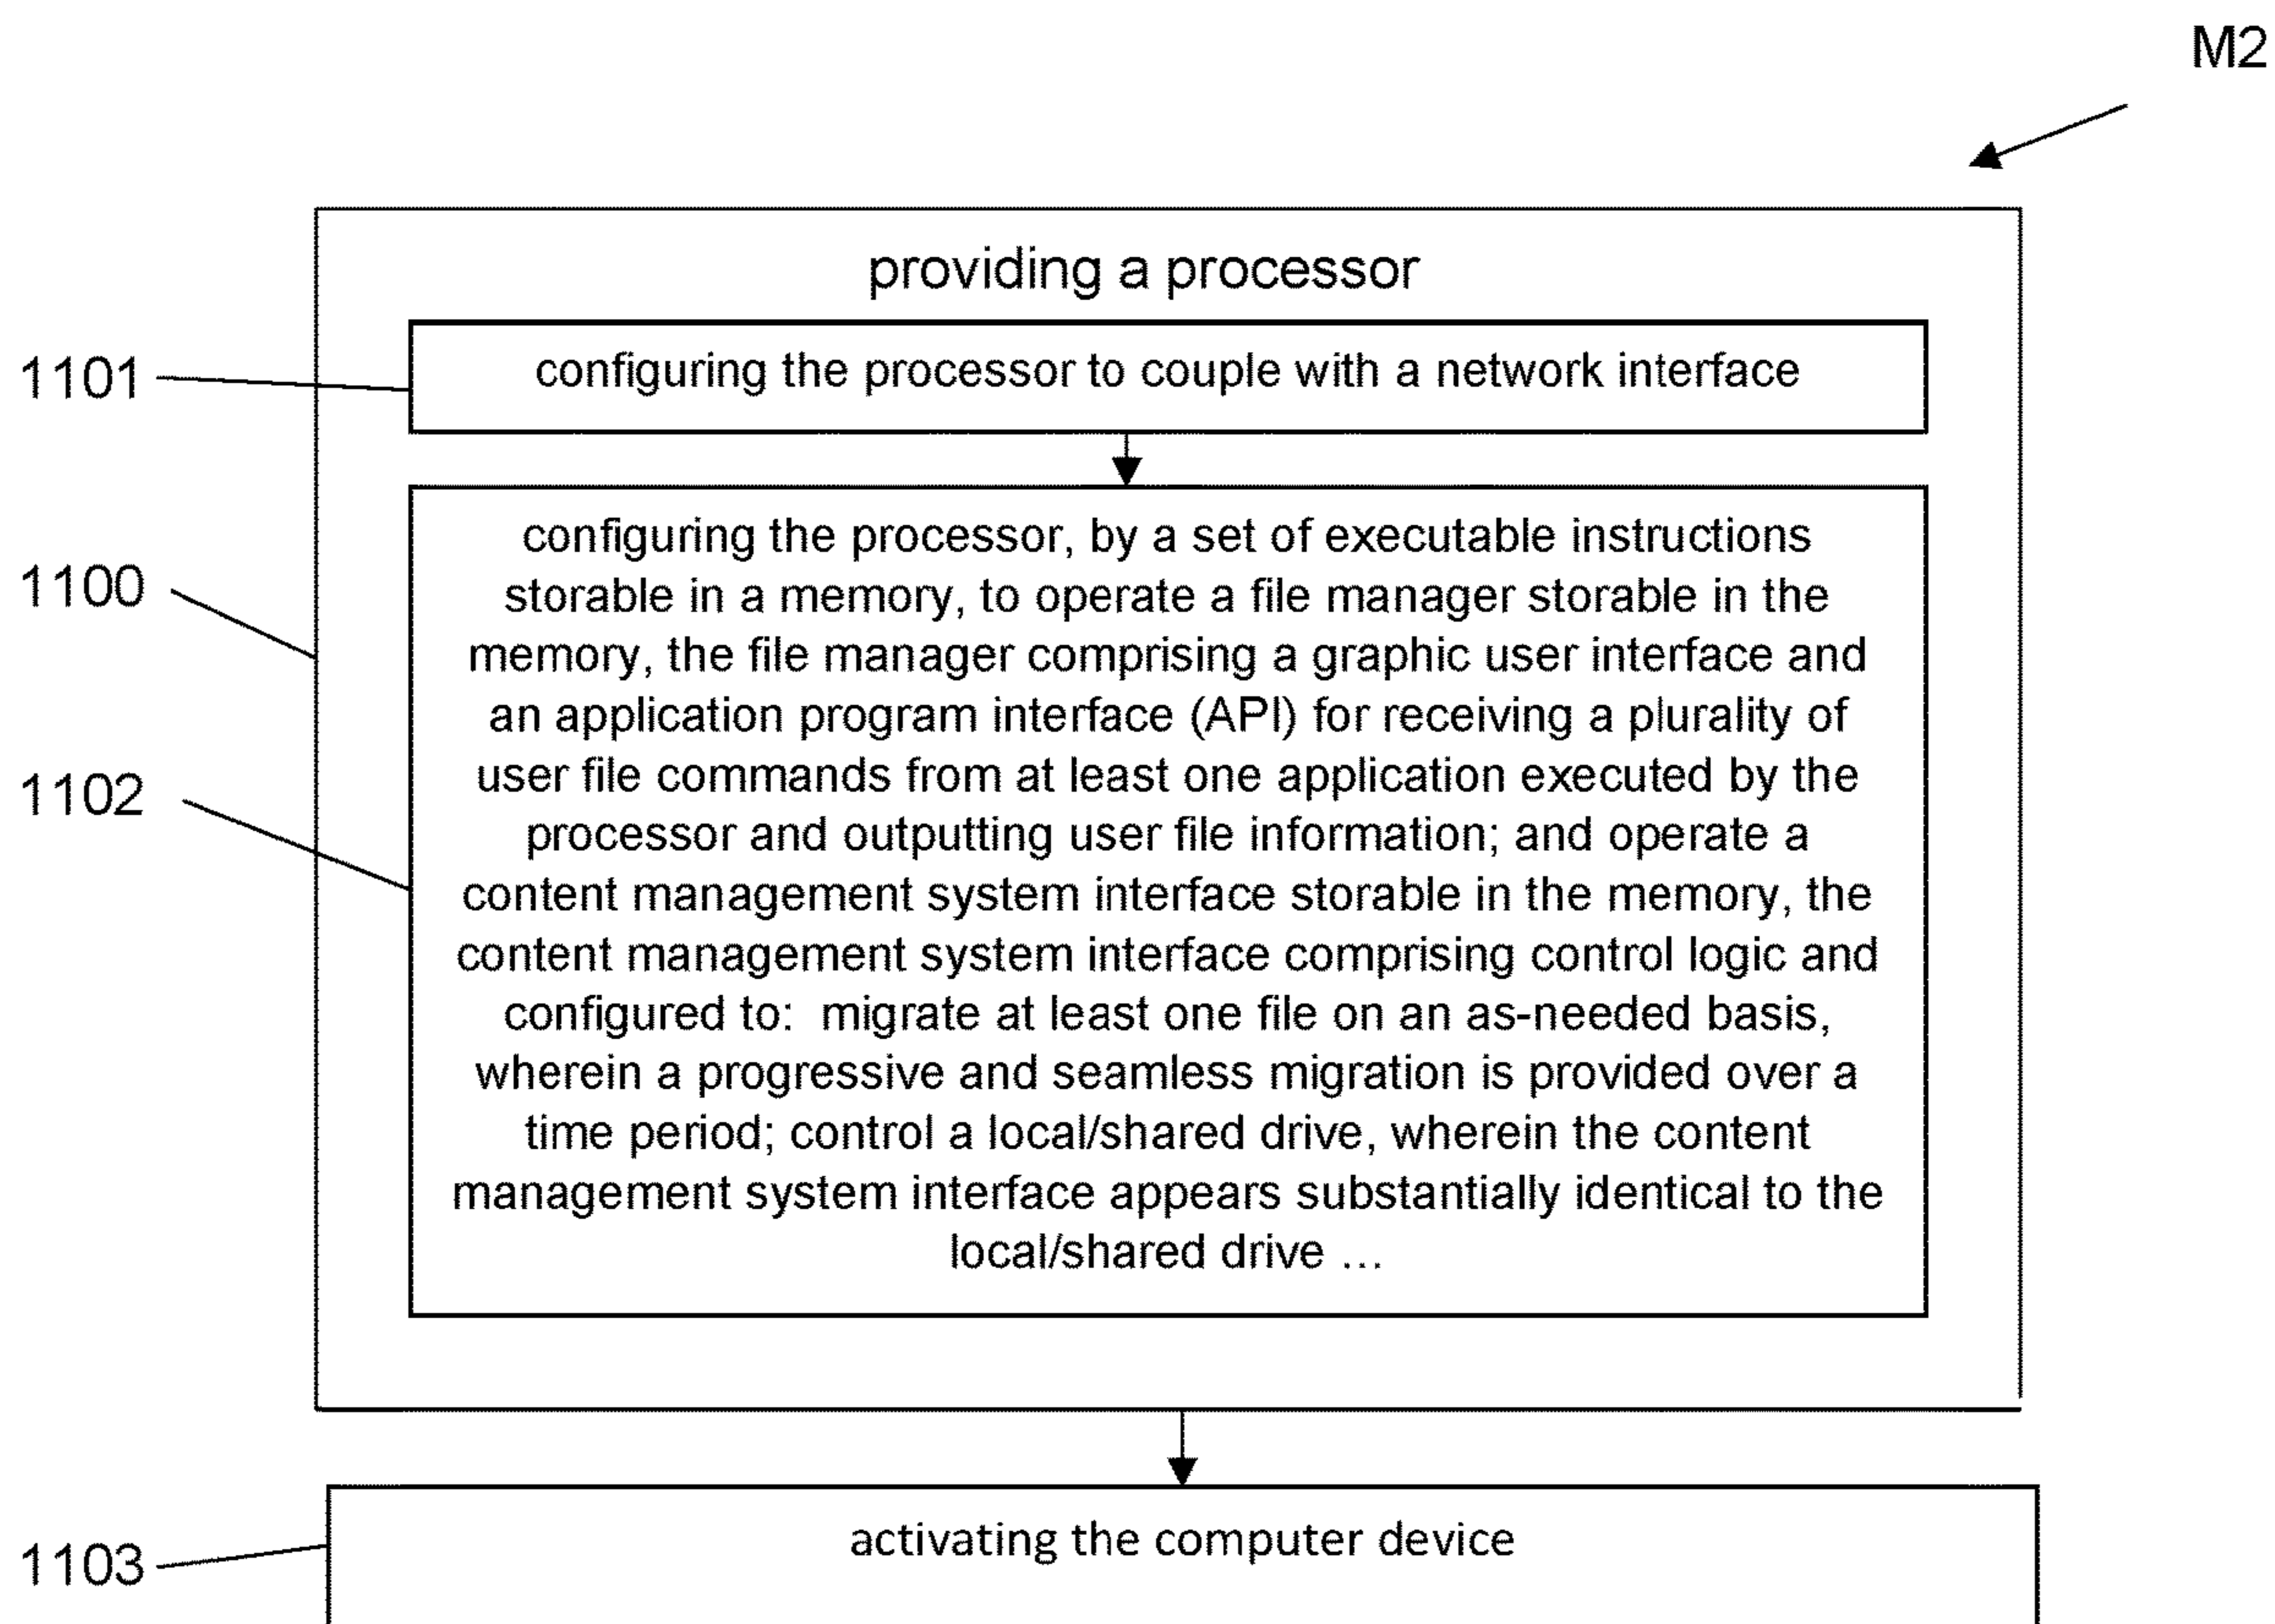 M2
providing a processor
1101
configuring the processor to couple with a network interface
1100
1102
configuring the processor, by a set of executable instructions
storable in a memory, to operate a file manager storable in the
memory, the file manager comprising a graphic user interface and
an application program interface (API) for receiving a plurality of
user file commands from at least one application executed by the
processor and outputting user file information; and operate a
content management system interface storable in the memory, the
content management system interface comprising control logic and
configured to:  migrate at least one file on an as-needed basis,
wherein a progressive and seamless migration is provided over a
time period; control a local/shared drive, wherein the content
management system interface appears substantially identical to the
local/shared drive ...
1103
activating the computer device